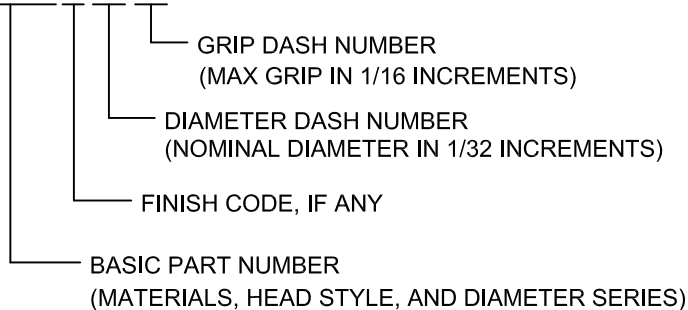 GRIP DASH NUMBER
(MAX GRIP IN 1/16 INCREMENTS)
DIAMETER DASH NUMBER
(NOMINAL DIAMETER IN 1/32 INCREMENTS)
FINISH CODE, IF ANY
BASIC PART NUMBER
(MATERIALS, HEAD STYLE, AND DIAMETER SERIES)